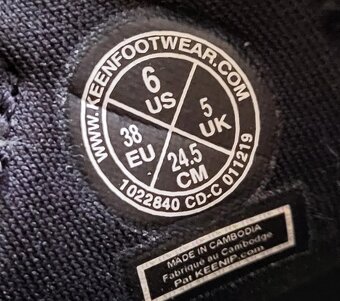 WWW.KEENFOOTWEAR.COM
6
US
5
UK
38
EU
24.5
CM
1022840 CD-C 011219
MADE IN CAMBODIA
Fabriqué au Cambodge
Pat KEENIP.com